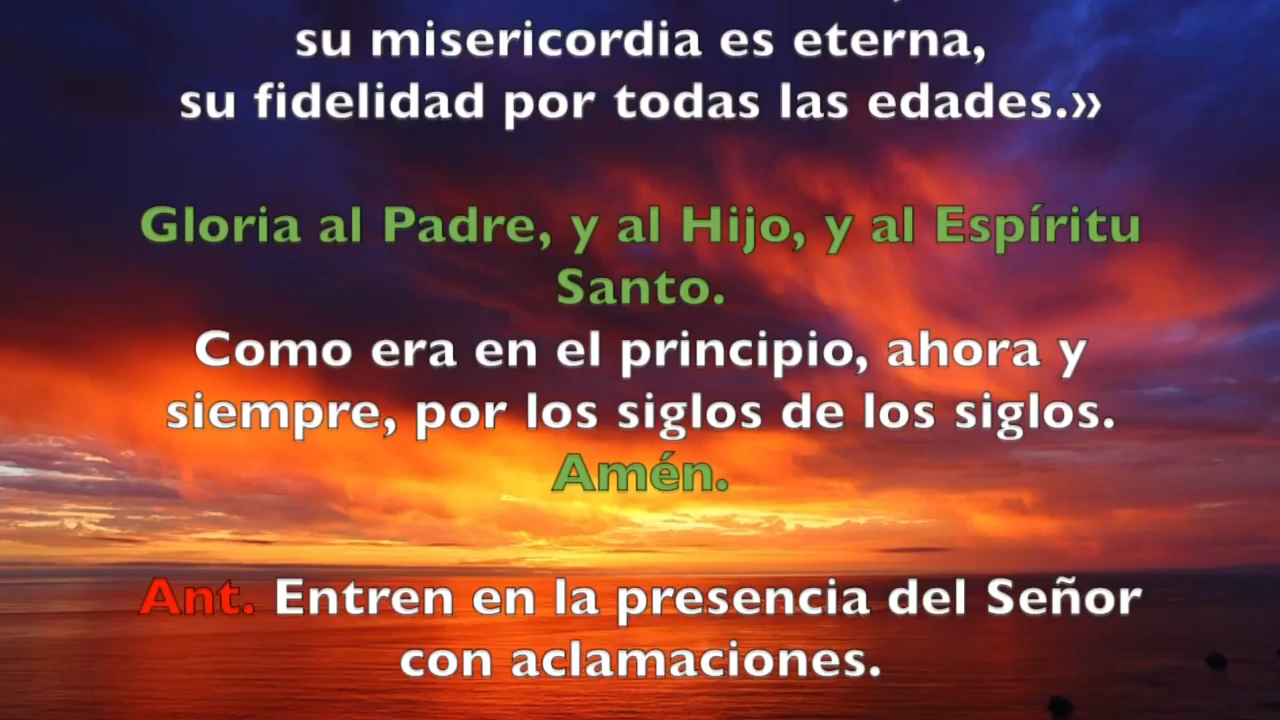 su misericordia es eterna,
su fidelidad por todas las edades.»
Gloria al Padre, y al Hijo, y al Espíritu
Santo.
Como era en el principio, ahora y
siempre, por los siglos de los siglos.
Amén.
Ant. Entren en la presencia del Señor
con aclamaciones.